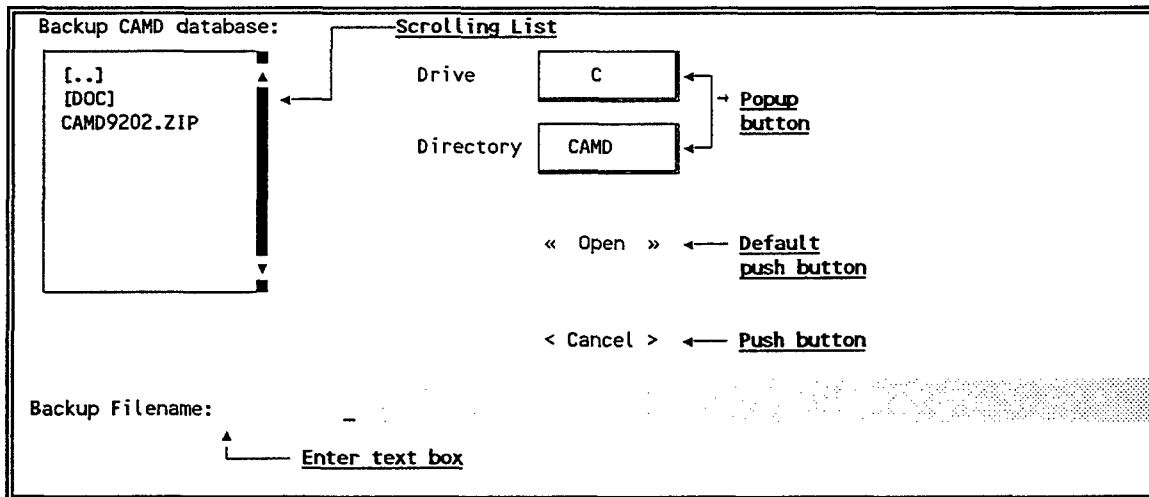 Backup CAMD database:
Scrolling List
[..]
[DOC]
CAMD9202.ZIP
Drive
C
Popup
button
Directory
CAMD
« Open »
Default
push button
< Cancel >
Push button
Backup Filename: _
Enter text box